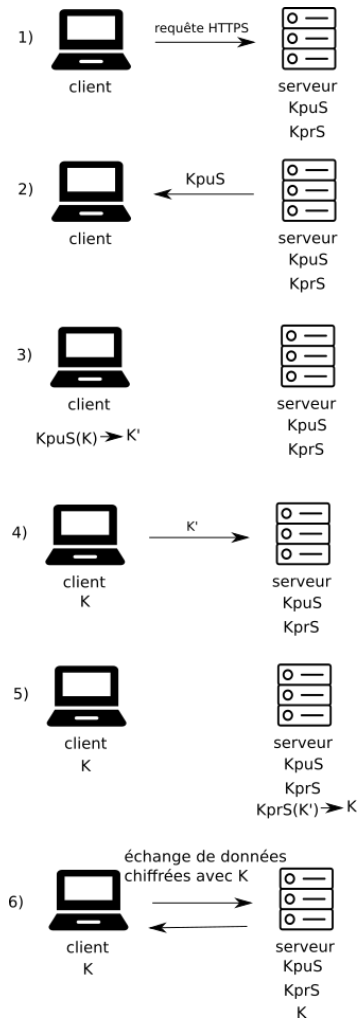 1)
requête HTTPS
client
serveur
KpuS
KprS
2)
KpuS
client
serveur
KpuS
KprS
3)
client
serveur
KpuS
KprS
KpuS(K) K'
4)
K'
client
K
serveur
KpuS
KprS
5)
client
K
serveur
KpuS
KprS
KprS(K') K
6)
échange de données
chiffrées avec K
client
K
serveur
KpuS
KprS
K